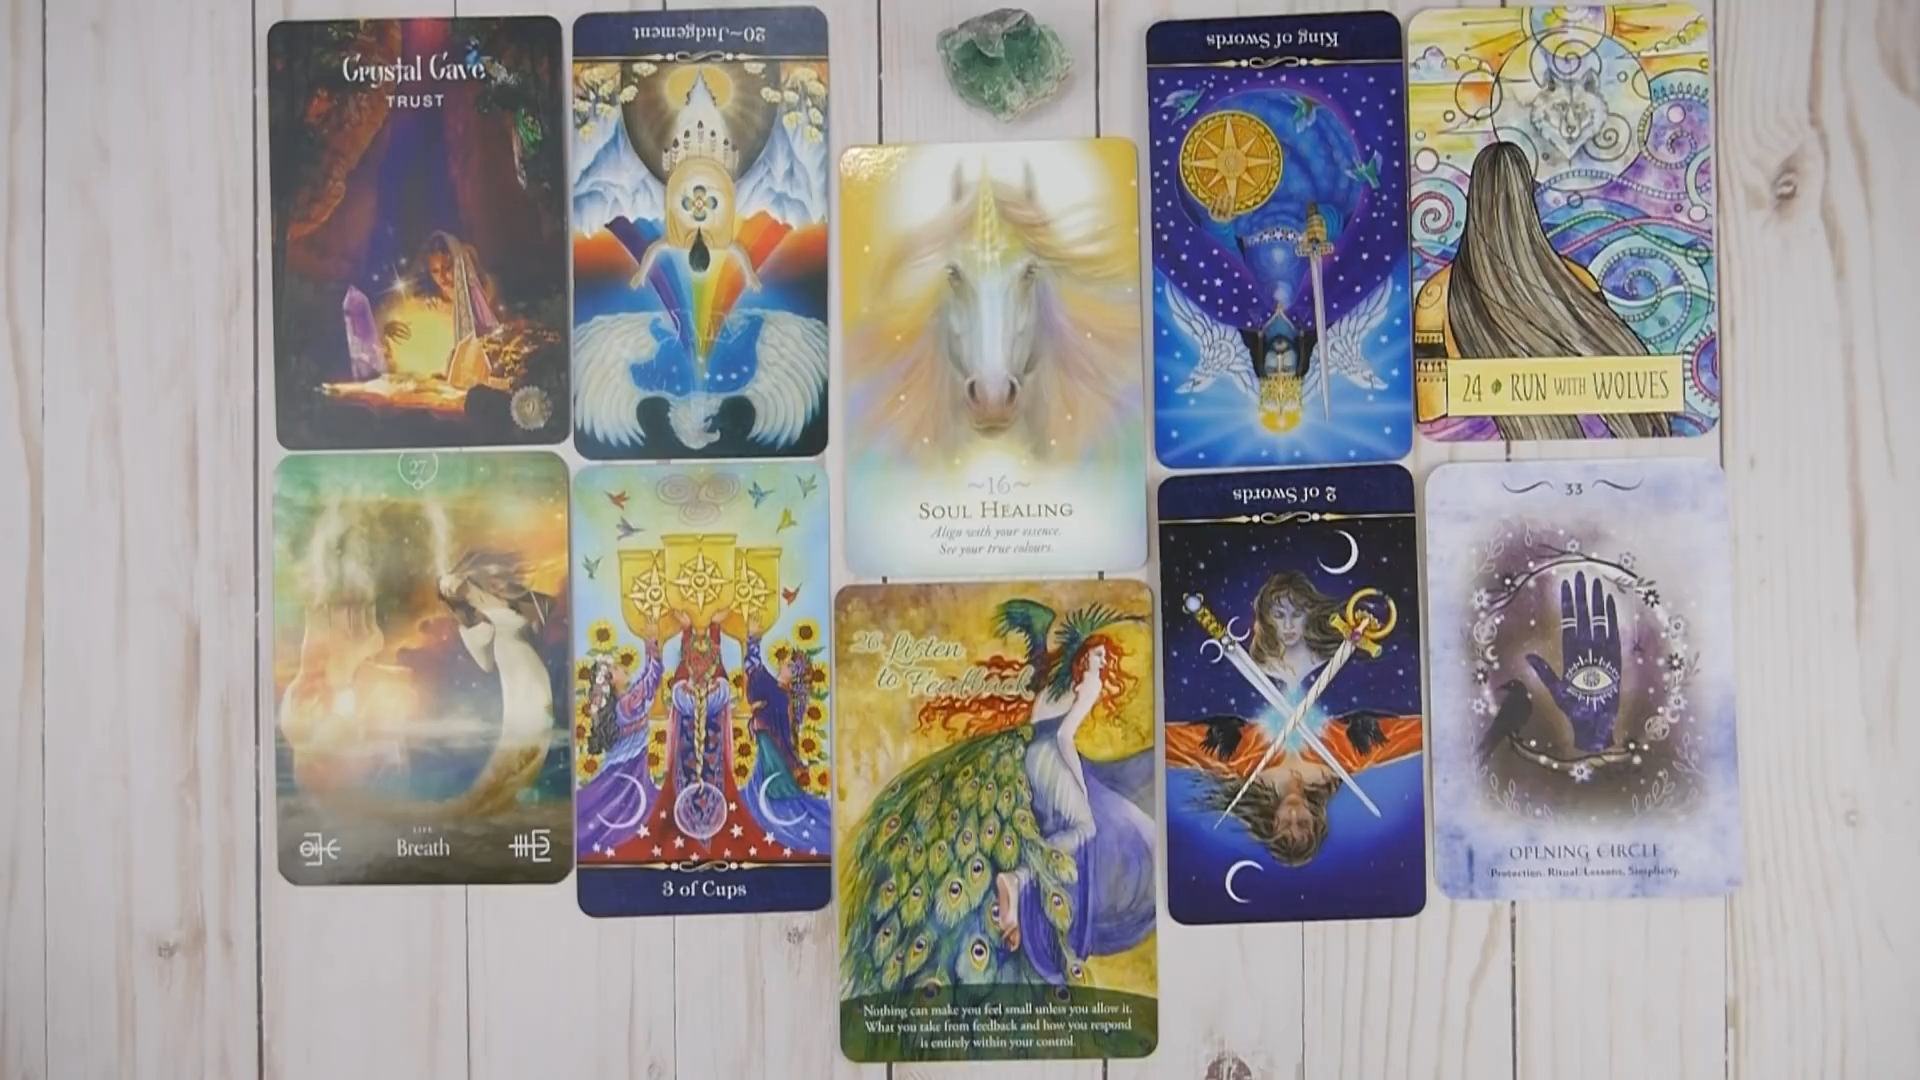 Crystal Cave
TRUST
20~Judgement
King of Swords
24 RUN WITH WOLVES
~16~
SOUL HEALING
Align with your essence.
See your true colours.
27
LIFE
Breath
3 of Cups
26 Listen
to Feedback
Nothing can make you feel small unless you allow it.
What you take from feedback and how you respond
is entirely within your control.
2 of Swords
33
OPENING CIRCLE
Protection. Ritual. Lessons. Simplicity.